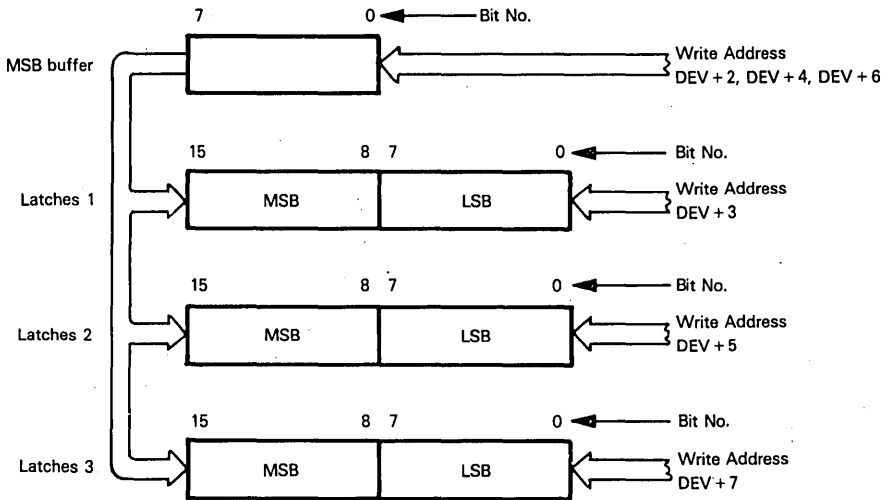 7 0 Bit No.
MSB buffer
Write Address
DEV + 2, DEV + 4, DEV + 6
15 8 7 0 Bit No.
Latches 1 MSB LSB
Write Address
DEV + 3
15 8 7 0 Bit No.
Latches 2 MSB LSB
Write Address
DEV + 5
15 8 7 0 Bit No.
Latches 3 MSB LSB
Write Address
DEV + 7